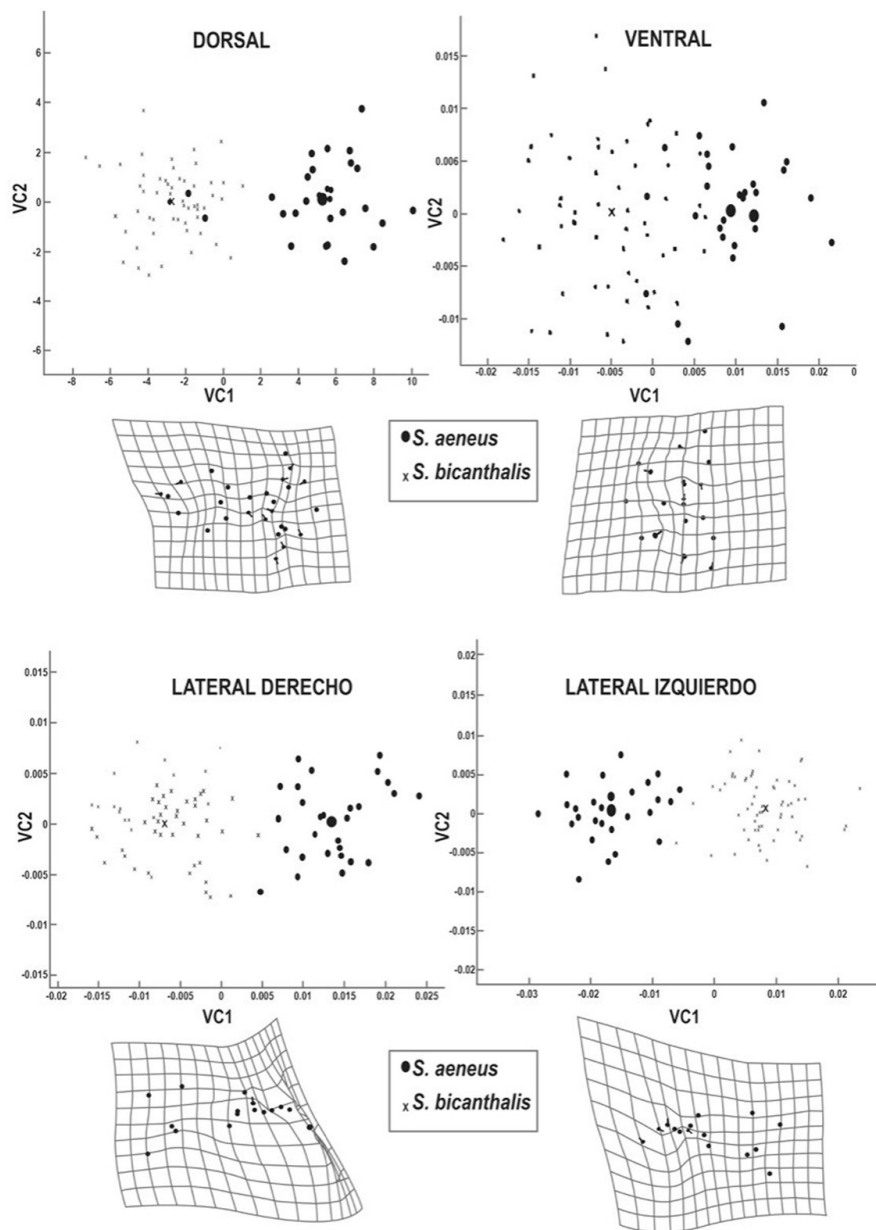 DORSAL
VC2
6
4
2
0
-2
-4
-6
-8 -6 -4 -2 0 2 4 6 8 10
VC1
VENTRAL
VC2
0.015
0.01
0.006
0
-0.005
-0.01
-0.02 -0.01 -0.005 0 0.005 0.01 0.015 0.02 0
VC1
S. aeneus
x S. bicanthalis
LATERAL DERECHO
VC2
0.015
0.01
0.005
0
-0.005
-0.01
-0.015
-0.02 -0.015 -0.01 -0.005 0 0.005 0.01 0.015 0.02 0.025
VC1
LATERAL IZQUIERDO
VC2
0.02
0.015
0.01
0.005
0
-0.005
-0.01
-0.02
-0.03 -0.02 -0.01 0 0.01 0.02
VC1
S. aeneus
x S. bicanthalis